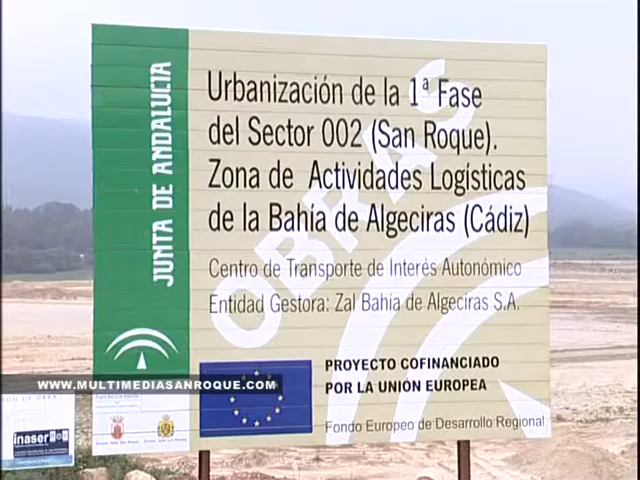 JUNTA DE ANDALUCIA
OBRAS
Urbanización de la 1ª Fase
del Sector 002 (San Roque).
Zona de Actividades Logísticas
de la Bahía de Algeciras (Cádiz)
Centro de Transporte de Interés Autonómico
Entidad Gestora: Zal Bahía de Algeciras S.A.
PROYECTO COFINANCIADO
POR LA UNIÓN EUROPEA
Fondo Europeo de Desarrollo Regional
WWW.MULTIMEDIASANROQUE.COM
inaser